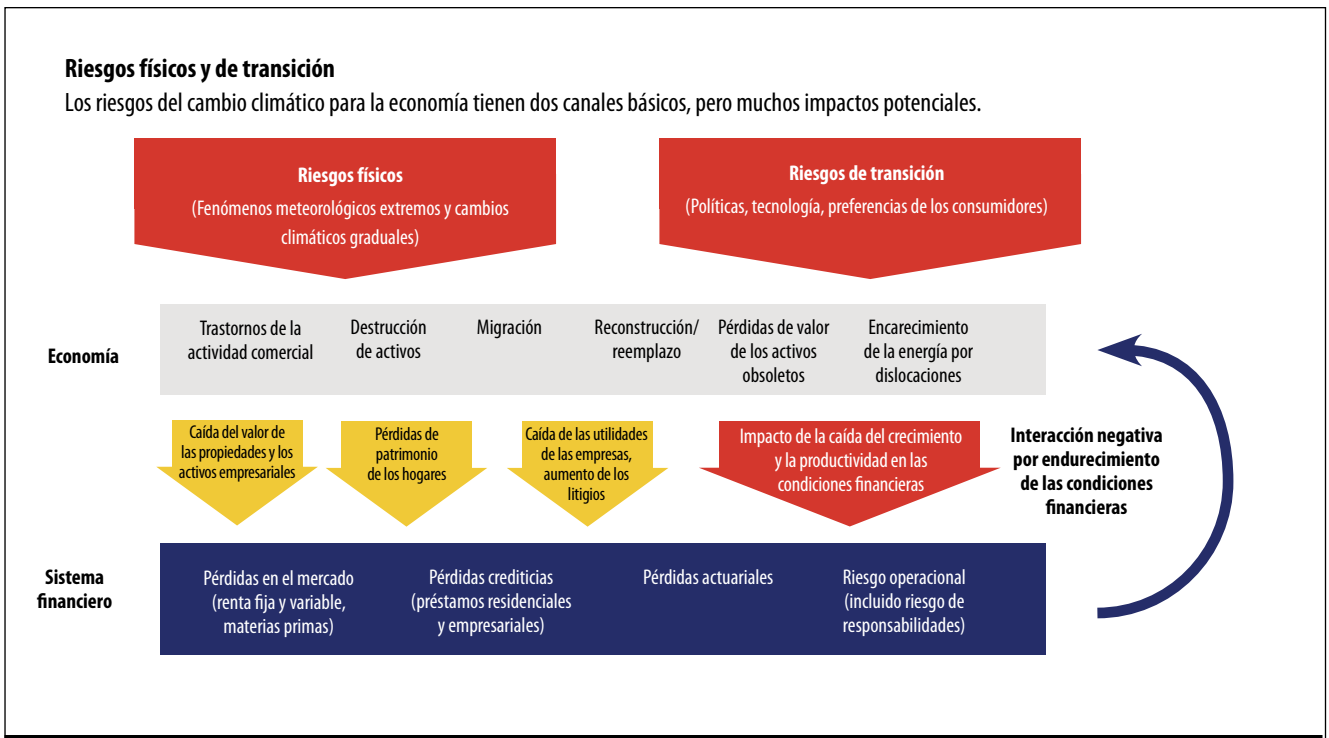 Riesgos físicos y de transición
Los riesgos del cambio climático para la economía tienen dos canales básicos, pero muchos impactos potenciales.
Riesgos físicos
(Fenómenos meteorológicos extremos y cambios
climáticos graduales)
Riesgos de transición
(Políticas, tecnología, preferencias de los consumidores)
Economía
Trastornos de la
actividad comercial
Destrucción
de activos
Migración
Reconstrucción/
reemplazo
Pérdidas de valor
de los activos
obsoletos
Encarecimiento
de la energía por
dislocaciones
Caída del valor de
las propiedades y los
activos empresariales
Pérdidas de
patrimonio
de los hogares
Caída de las utilidades
de las empresas,
aumento de los
litigios
Impacto de la caída del crecimiento
y la productividad en las
condiciones financieras
Interacción negativa
por endurecimiento
de las condiciones
financieras
Sistema
financiero
Pérdidas en el mercado
(renta fija y variable,
materias primas)
Pérdidas crediticias
(préstamos residenciales
y empresariales)
Pérdidas actuariales
Riesgo operacional
(incluido riesgo de
responsabilidades)